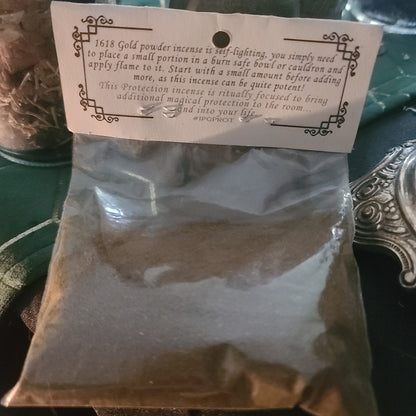 1618 Gold powder incense is self-lighting, you simply need
to place a small portion in a burn safe bowl or cauldron and
apply flame to it. Start with a small amount before adding
more, as this incense can be quite potent!
This Protection incense is ritually focused to bring
additional magical protection to the room...
and into your life.
#IPGPROT